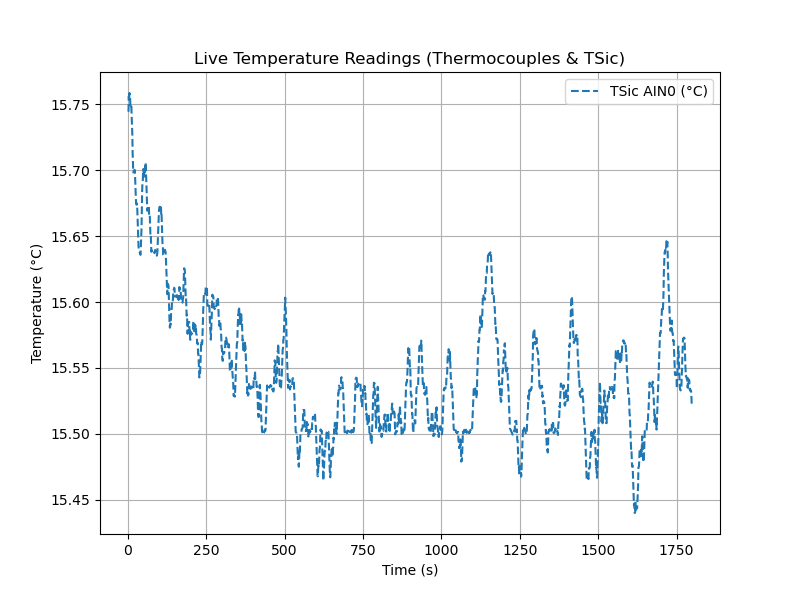 Live Temperature Readings (Thermocouples & TSic)
TSic AIN0 (°C)
Temperature (°C)
15.75
15.70
15.65
15.60
15.55
15.50
15.45
0 250 500 750 1000 1250 1500 1750
Time (s)